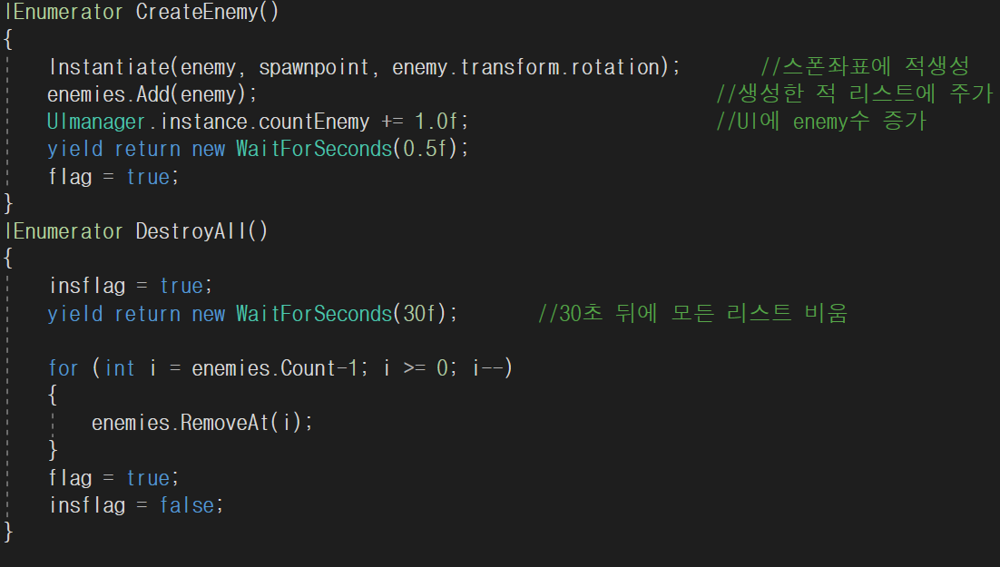 IEnumerator CreateEnemy()
{
Instantiate(enemy, spawnpoint, enemy.transform.rotation); //스폰좌표에 적생성
enemies.Add(enemy); //생성한 적 리스트에 추가
UImanager.instance.countEnemy += 1.0f; //UI에 enemy수 증가
yield return new WaitForSeconds(0.5f);
flag = true;
}
IEnumerator DestroyAll()
{
insflag = true;
yield return new WaitForSeconds(30f); //30초 뒤에 모든 리스트 비움
for (int i = enemies.Count-1; i >= 0; i--)
{
enemies.RemoveAt(i);
}
flag = true;
insflag = false;
}